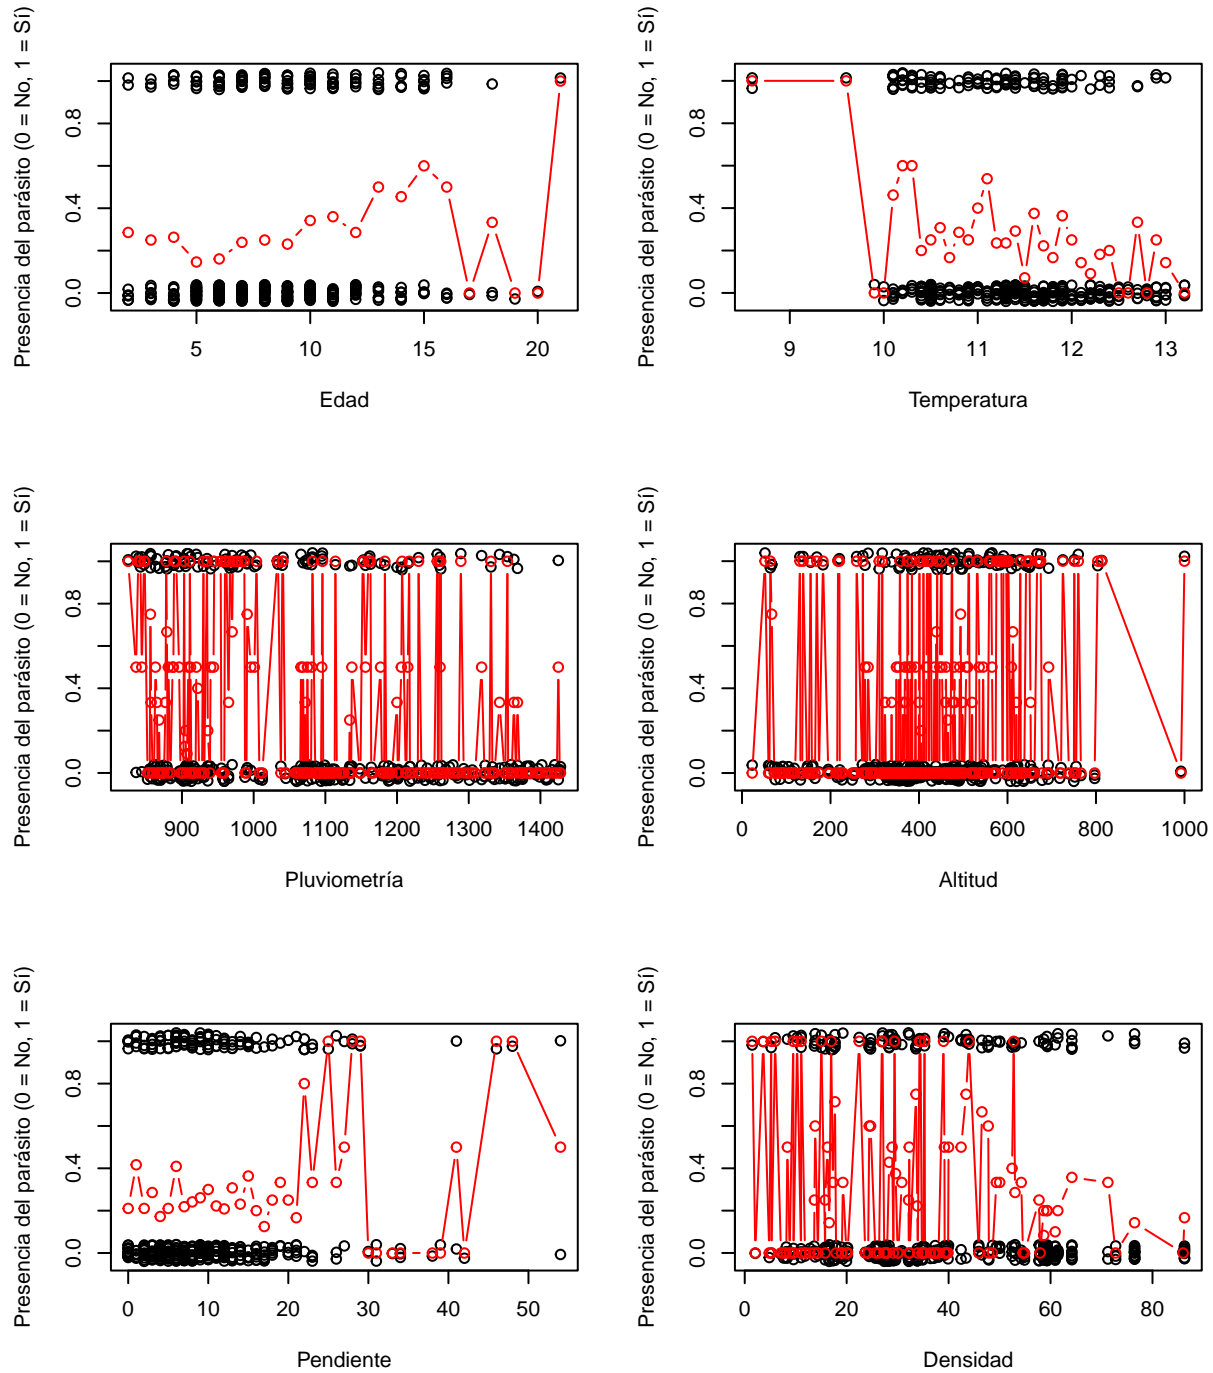 Presencia del parásito (0 = No, 1 = Sí)
0.0 0.4 0.8
5 10 15 20
Edad
Presencia del parásito (0 = No, 1 = Sí)
0.0 0.4 0.8
9 10 11 12 13
Temperatura
Presencia del parásito (0 = No, 1 = Sí)
0.0 0.4 0.8
900 1000 1100 1200 1300 1400
Pluviometría
Presencia del parásito (0 = No, 1 = Sí)
0.0 0.4 0.8
0 200 400 600 800 1000
Altitud
Presencia del parásito (0 = No, 1 = Sí)
0.0 0.4 0.8
0 10 20 30 40 50
Pendiente
Presencia del parásito (0 = No, 1 = Sí)
0.0 0.4 0.8
0 20 40 60 80
Densidad